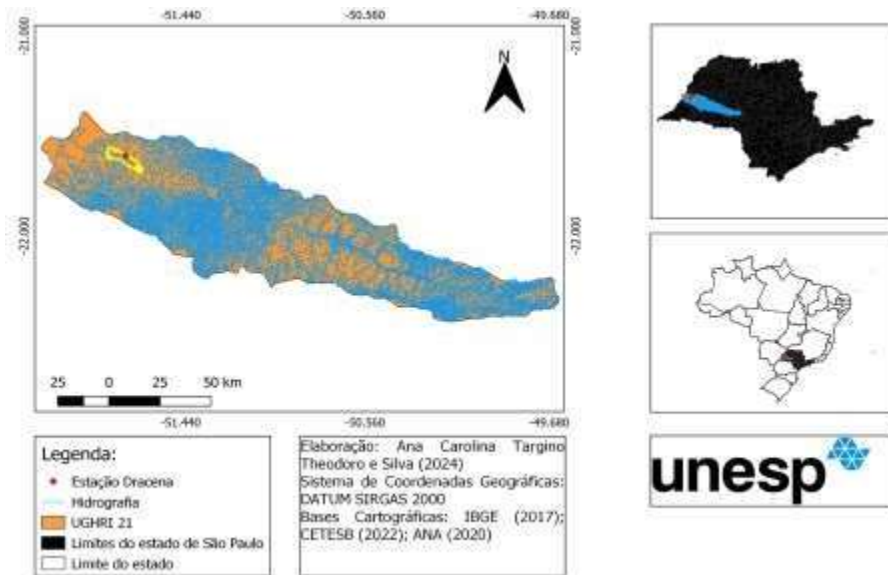 -51.440 -50.560 -49.680
-21.000 -21.000
N
-22.000 -22.000
25 0 25 50 km
-51.440 -50.560 -49.680
Legenda:
Estação Dracena
Hidrografia
UGHRI 21
Limites do estado de São Paulo
Limite do estado
Elaboração: Ana Carolina Targino
Theodoro e Silva (2024)
Sistema de Coordenadas Geográficas:
DATUM SIRGAS 2000
Bases Cartográficas: IBGE (2017);
CETESB (2022); ANA (2020)
unesp